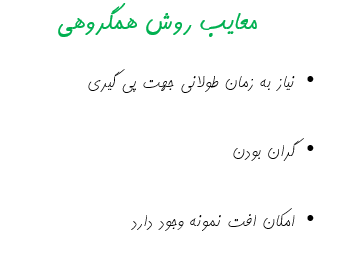 معایب روش همگروهی
• نیاز به زمان طولانی جهت پی گیری
• گران بودن
• امکان افت نمونه وجود دارد